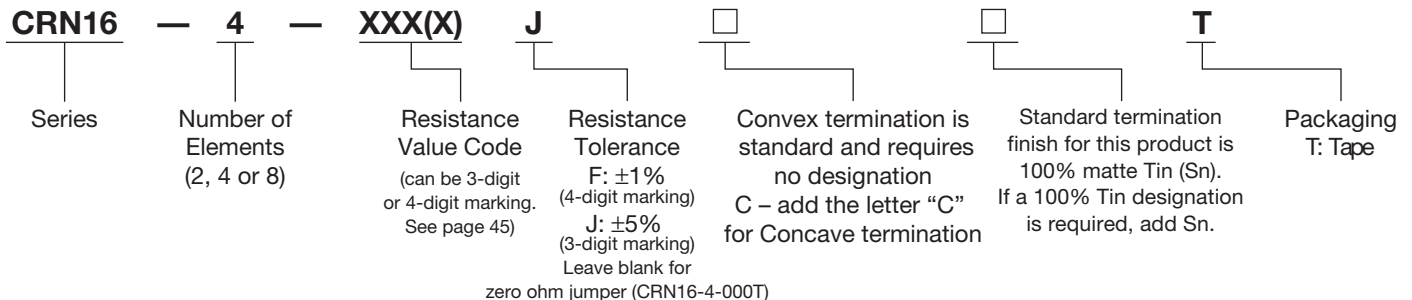 CRN16 — 4 — XXX(X) J □ □ T
Series
Number of
Elements
(2, 4 or 8)
Resistance
Value Code
(can be 3-digit
or 4-digit marking.
See page 45)
Resistance
Tolerance
F: ±1%
(4-digit marking)
J: ±5%
(3-digit marking)
Leave blank for
zero ohm jumper (CRN16-4-000T)
Convex termination is
standard and requires
no designation
C – add the letter “C”
for Concave termination
Standard termination
finish for this product is
100% matte Tin (Sn).
If a 100% Tin designation
is required, add Sn.
Packaging
T: Tape